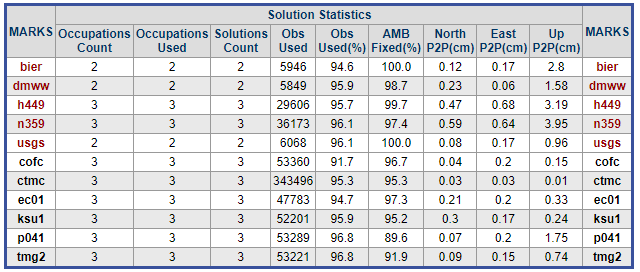 MARKS Solution Statistics MARKS
Occupations Count Occupations Used Solutions Count Obs Used Obs Used(%) AMB Fixed(%) North P2P(cm) East P2P(cm) Up P2P(cm)
bier 2 2 2 5946 94.6 100.0 0.12 0.17 2.8 bier
dmww 2 2 2 5849 95.9 98.7 0.23 0.06 1.58 dmww
h449 3 3 3 29606 95.7 99.7 0.47 0.68 3.19 h449
n359 3 3 3 36173 96.1 97.4 0.59 0.64 3.95 n359
usgs 2 2 2 6068 96.1 100.0 0.08 0.17 0.96 usgs
cofc 3 3 3 53360 91.7 96.7 0.04 0.2 0.15 cofc
ctmc 3 3 3 343496 95.3 95.3 0.03 0.03 0.01 ctmc
ec01 3 3 3 47783 94.7 97.3 0.21 0.2 0.33 ec01
ksu1 3 3 3 52201 95.9 95.2 0.3 0.17 0.24 ksu1
p041 3 3 3 53289 96.8 89.6 0.07 0.2 1.75 p041
tmg2 3 3 3 53221 96.8 91.9 0.09 0.15 0.74 tmg2